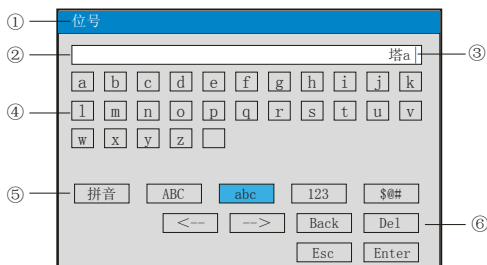 ① 位号
② 塔a ③
a b c d e f g h i j k
④ l m n o p q r s t u v
w x y z
⑤ 拼音 ABC abc 123 $@#
<-- --> Back Del ⑥
Esc Enter